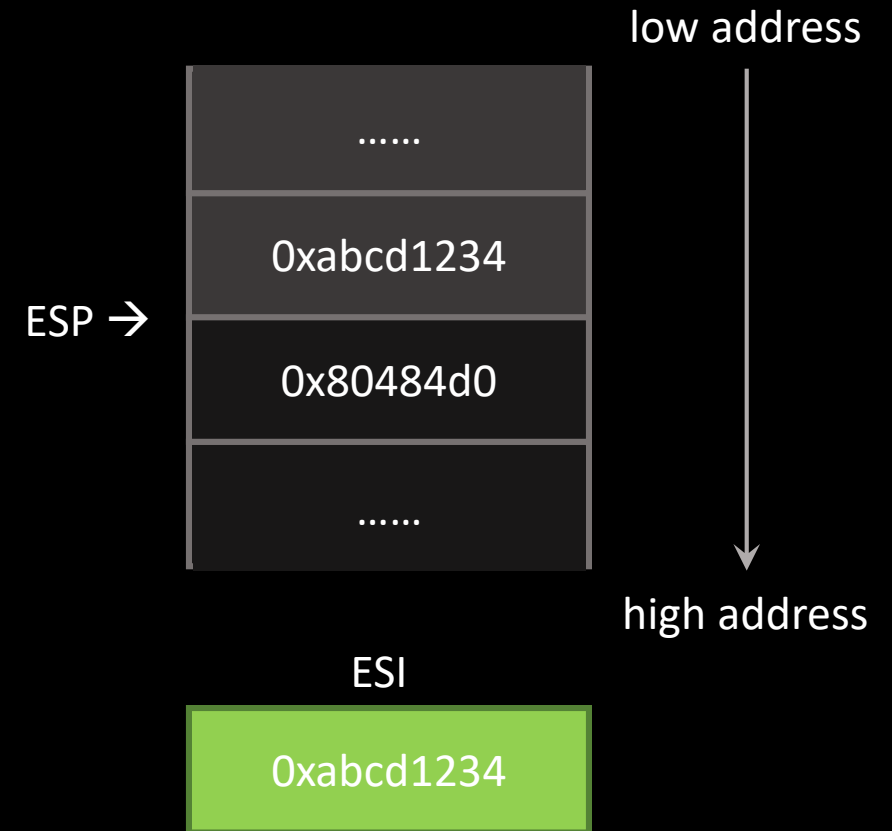 low address
……
0xabcd1234
ESP →
0x80484d0
……
high address
ESI
0xabcd1234